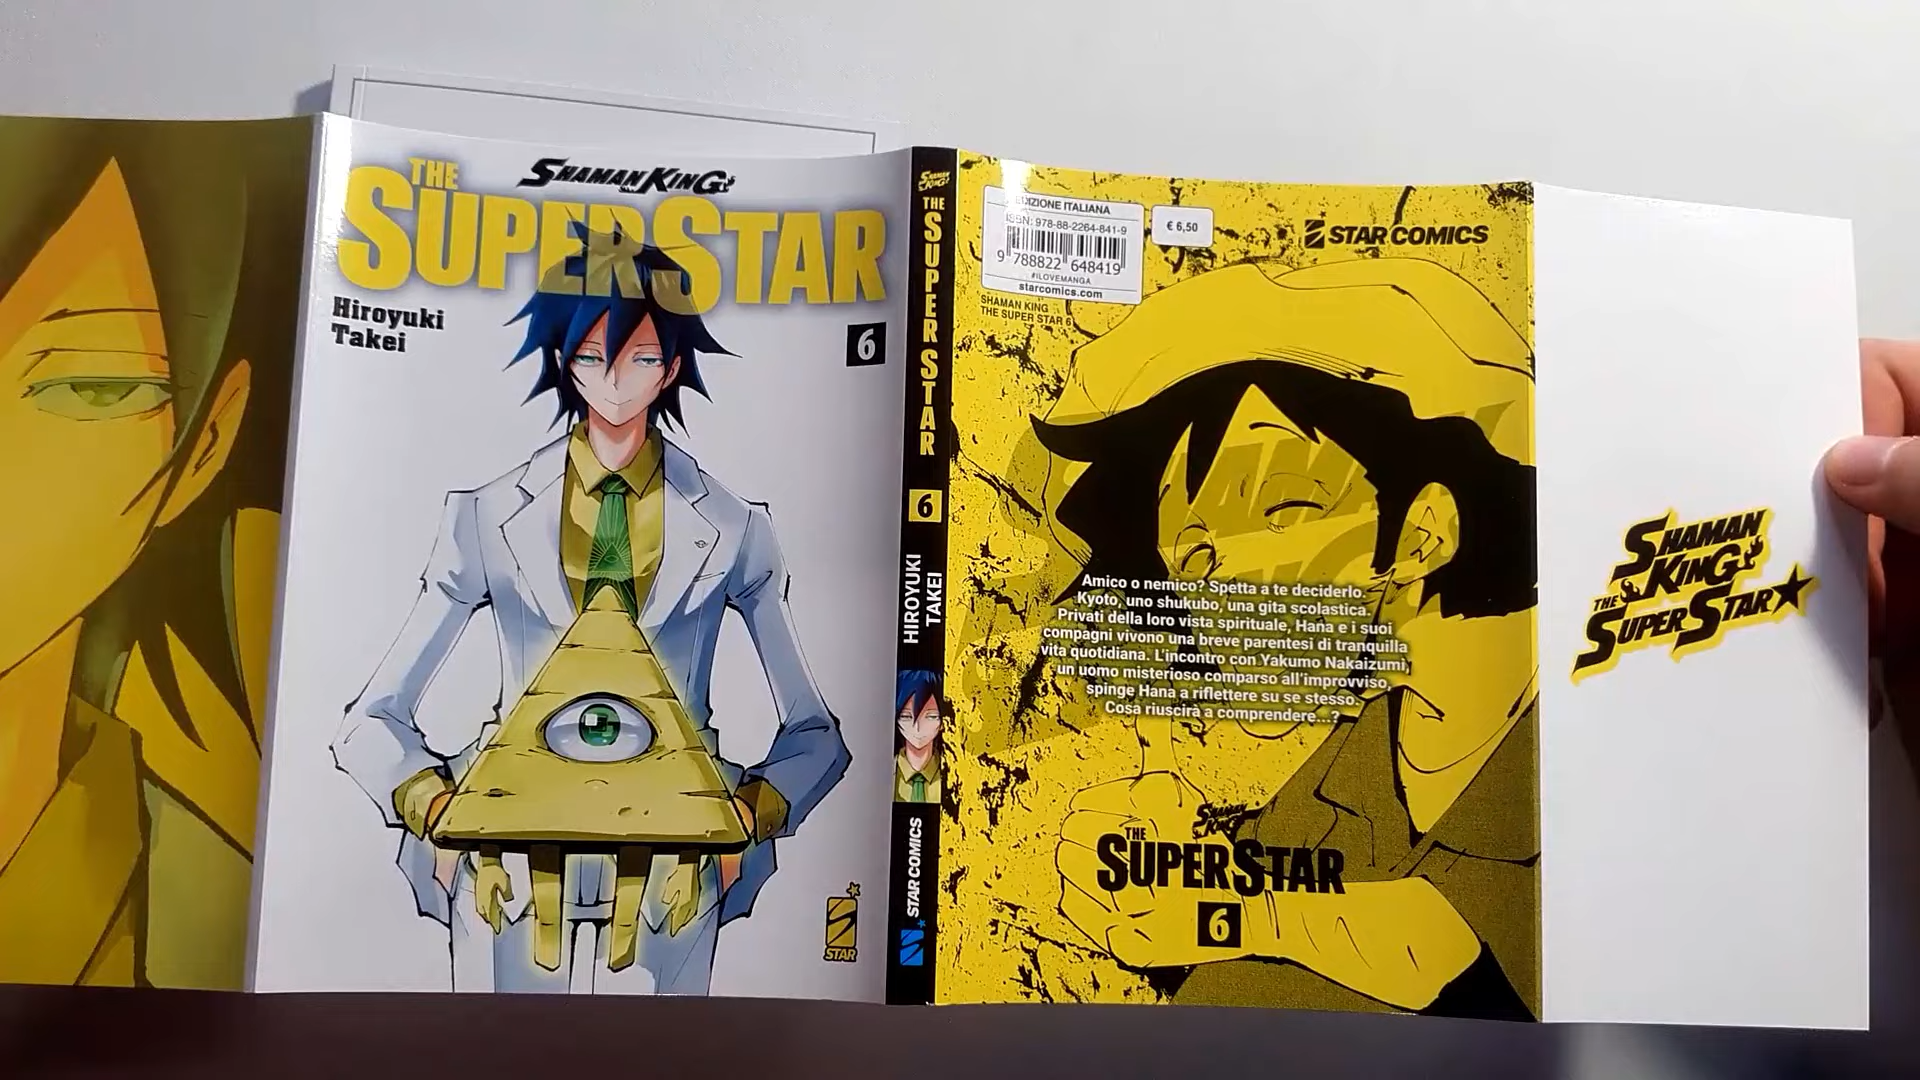 SHAMAN KING
THE
SUPER STAR
Hiroyuki
Takei
6
STAR
SHAMAN
KING
THE SUPER STAR
6
HIROYUKI
TAKEI
STAR COMICS
EDIZIONE ITALIANA
ISBN: 978-88-2264-841-9
9 788822 648419
#ILOVEMANGA
starcomics.com
€ 6,50
STAR COMICS
SHAMAN KING
THE SUPER STAR 6
Amico o nemico? Spetta a te deciderlo.
Kyoto, uno shukubo, una gita scolastica.
Privati della loro vista spirituale, Hana e i suoi
compagni vivono una breve parentesi di tranquilla
vita quotidiana. L'incontro con Yakumo Nakaizumi,
un uomo misterioso comparso all'improvviso,
spinge Hana a riflettere su se stesso.
Cosa riuscirà a comprendere...?
SHAMAN
KING
THE
SUPER STAR
6
SHAMAN
KING
THE
SUPER STAR